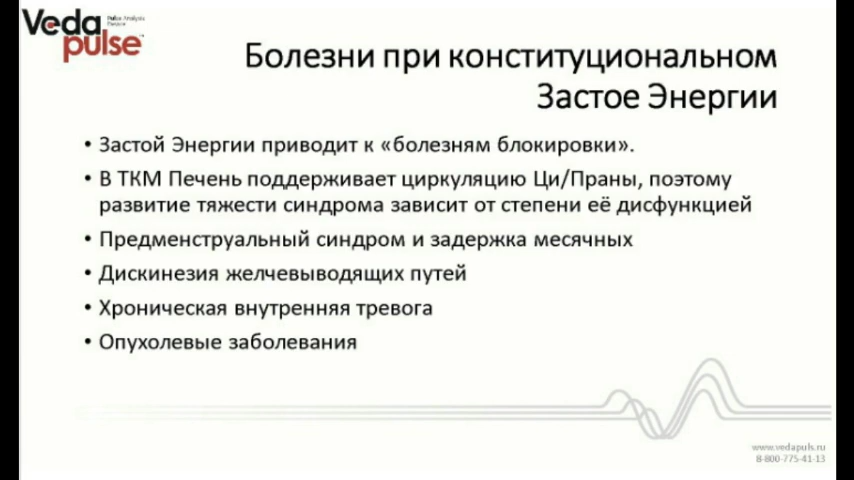 Veda
pulse
Pulse Analysis
Болезни при конституциональном
Застое Энергии
• Застой Энергии приводит к «болезням блокировки».
• В ТКМ Печень поддерживает циркуляцию Ци/Праны, поэтому
развитие тяжести синдрома зависит от степени её дисфункцией
• Предменструальный синдром и задержка месячных
• Дискинезия желчевыводящих путей
• Хроническая внутренняя тревога
• Опухолевые заболевания
www.vedapuls.ru
8-800-775-41-13